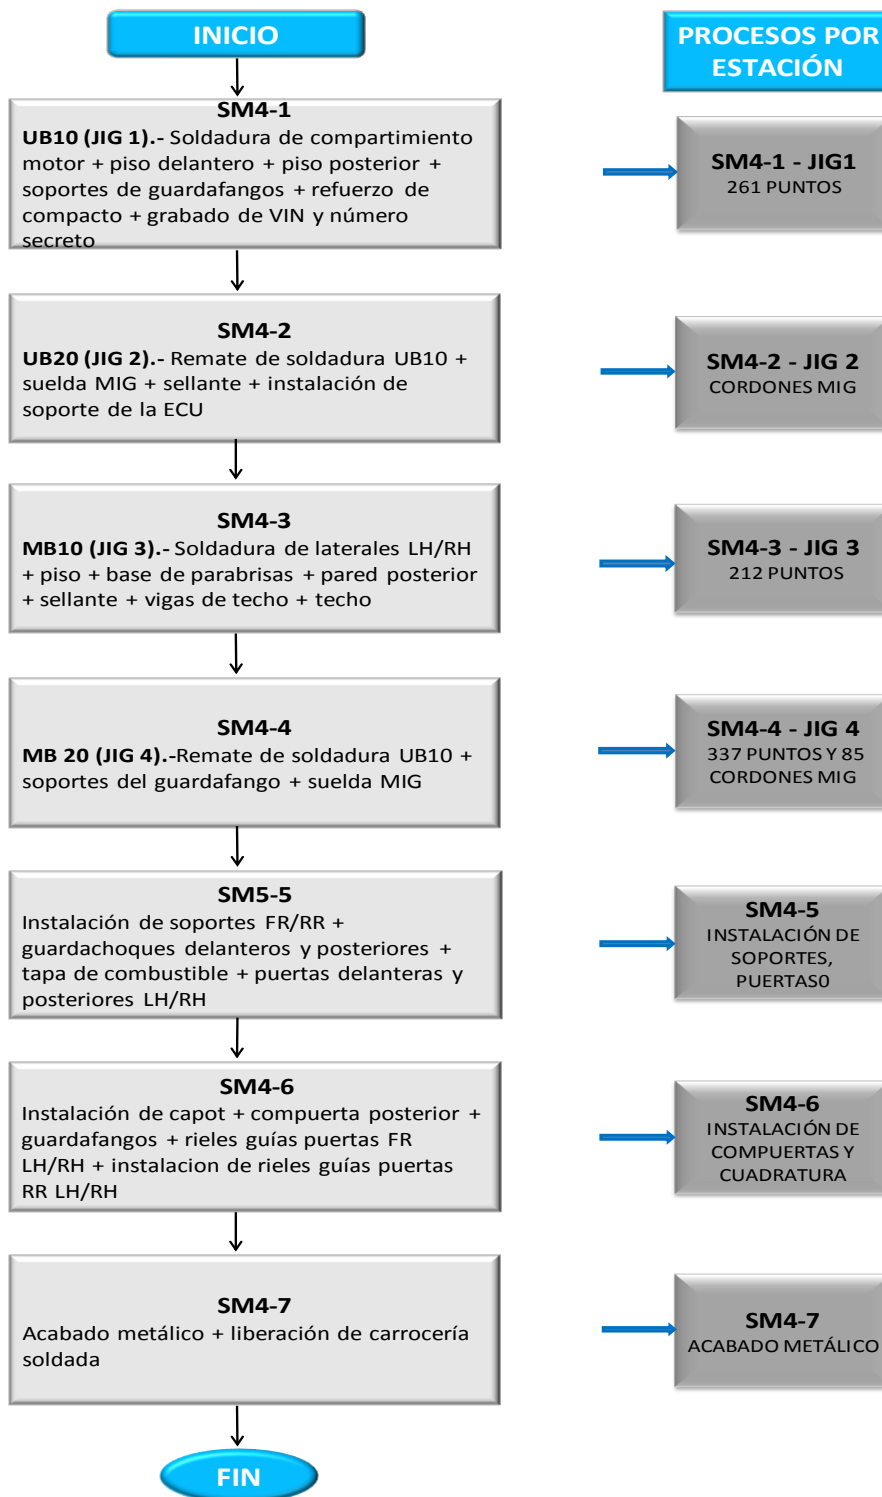 INICIO
PROCESOS POR
ESTACIÓN
SM4-1
UB10 (JIG 1).- Soldadura de compartimiento
motor + piso delantero + piso posterior +
soportes de guardafangos + refuerzo de
compacto + grabado de VIN y número
secreto
SM4-1 - JIG1
261 PUNTOS
SM4-2
UB20 (JIG 2).- Remate de soldadura UB10 +
suelda MIG + sellante + instalación de
soporte de la ECU
SM4-2 - JIG 2
CORDONES MIG
SM4-3
MB10 (JIG 3).- Soldadura de laterales LH/RH
+ piso + base de parabrisas + pared posterior
+ sellante + vigas de techo + techo
SM4-3 - JIG 3
212 PUNTOS
SM4-4
MB 20 (JIG 4).-Remate de soldadura UB10 +
soportes del guardafango + suelda MIG
SM4-4 - JIG 4
337 PUNTOS Y 85
CORDONES MIG
SM5-5
Instalación de soportes FR/RR +
guardachoques delanteros y posteriores +
tapa de combustible + puertas delanteras y
posteriores LH/RH
SM4-5
INSTALACIÓN DE
SOPORTES,
PUERTAS0
SM4-6
Instalación de capot + compuerta posterior +
guardafangos + rieles guías puertas FR
LH/RH + instalacion de rieles guías puertas
RR LH/RH
SM4-6
INSTALACIÓN DE
COMPUERTAS Y
CUADRATURA
SM4-7
Acabado metálico + liberación de carrocería
soldada
SM4-7
ACABADO METÁLICO
FIN